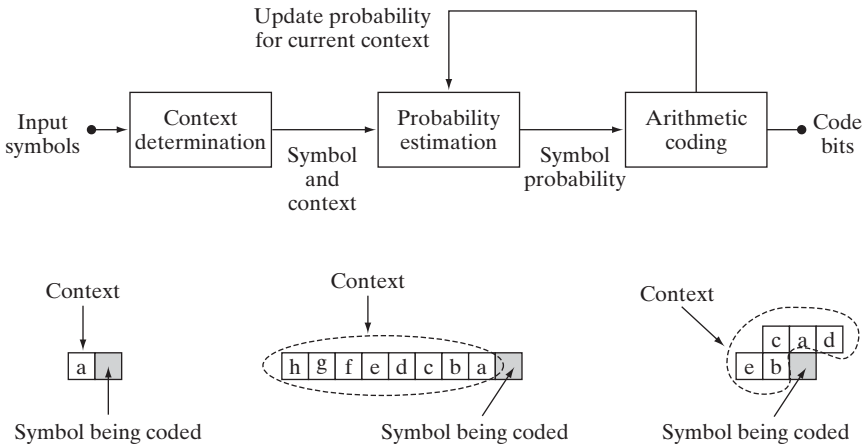 Update probability
for current context
Input
symbols
Context
determination
Symbol
and
context
Probability
estimation
Symbol
probability
Arithmetic
coding
Code
bits
Context
a
Symbol being coded
Context
h g f e d c b a
Symbol being coded
Context
c a d
e b
Symbol being coded